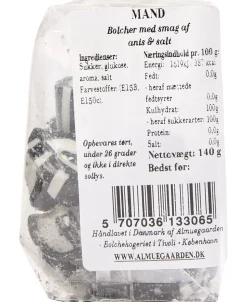 MAND
Bolcher med smag af
anis & salt
Ingredienser:
Sukker, glukose,
aroma, salt
Farvestoffer: (E153,
E150c).
Næringsindhold pr. 100 g:
Energi:
Fedt: 0,0g
- heraf mættede
fedtsyrer 0,0g
Kulhydrat: 100g
- heraf sukkerarter: 100g
Protein: 0,0g
Salt: 0,0g
Opbevares tørt,
under 26 grader
og ikke i direkte
sollys.
Nettovægt: 140 g
Bedst før:
5 707036 133065
Håndlavet i Danmark af Almuegaarden
- Bolchekogeriet i Tivoli - København
WWW.ALMUEGAARDEN.DK